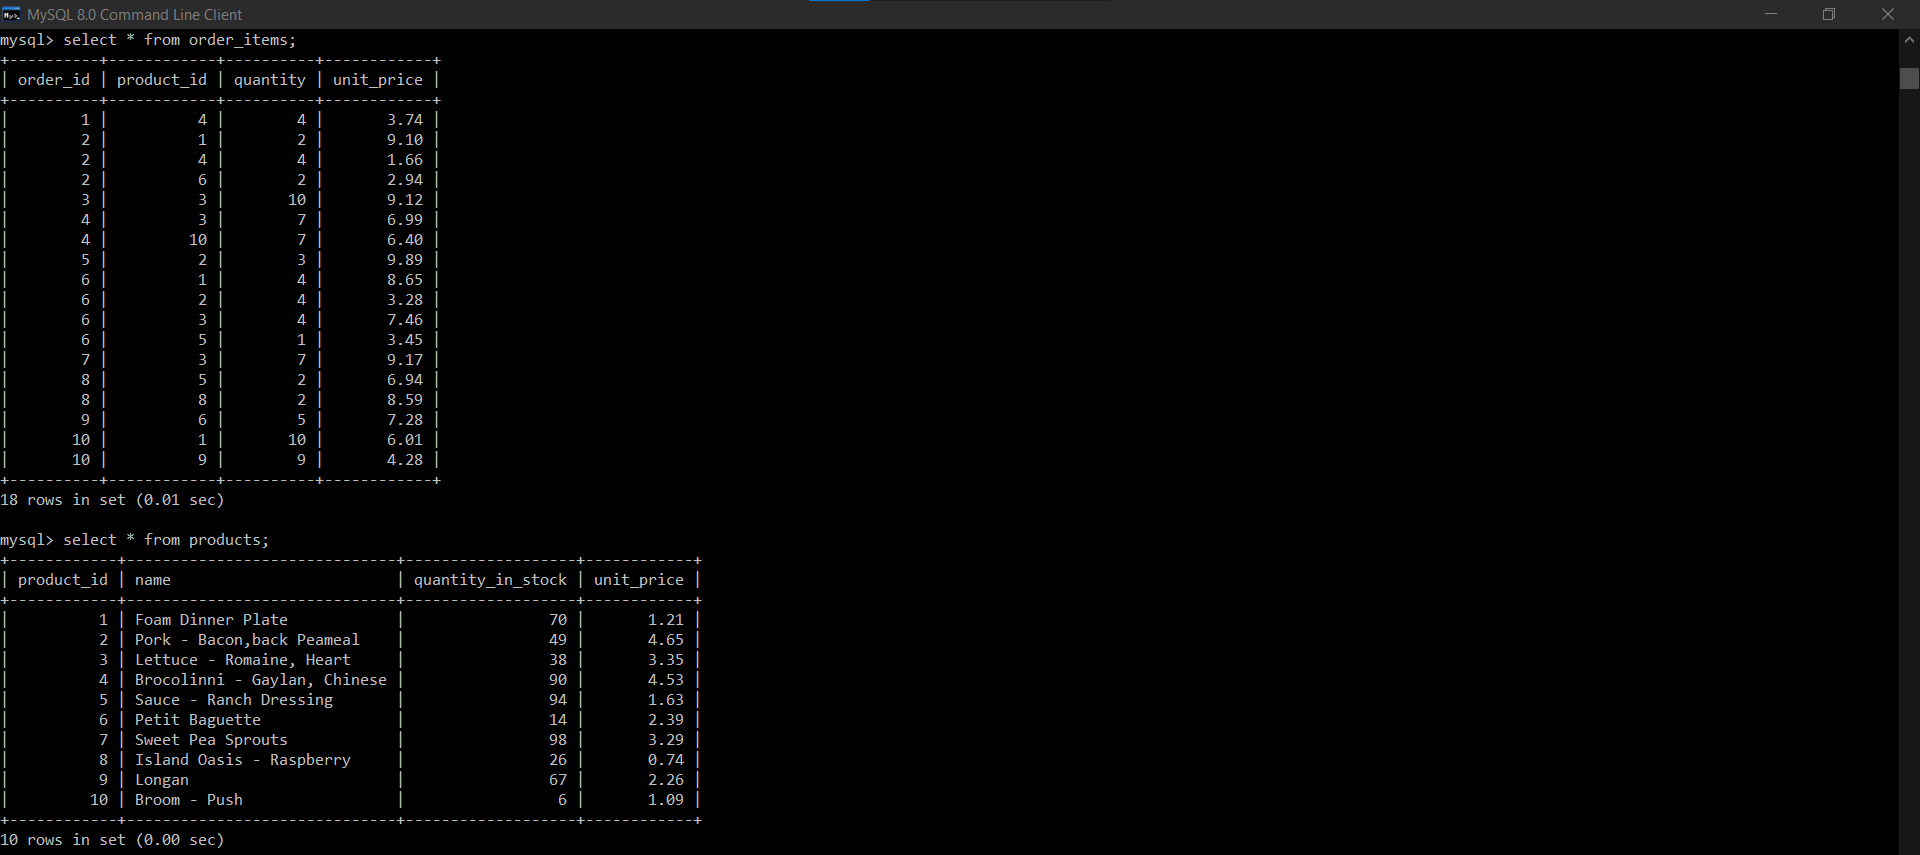 MySQL 8.0 Command Line Client
mysql> select * from order_items;
+----------+------------+----------+------------+
| order_id | product_id | quantity | unit_price |
+----------+------------+----------+------------+
|        1 |          4 |        4 |       3.74 |
|        2 |          1 |        2 |       9.10 |
|        2 |          4 |        4 |       1.66 |
|        2 |          6 |        2 |       2.94 |
|        3 |          3 |       10 |       9.12 |
|        4 |          3 |        7 |       6.99 |
|        4 |         10 |        7 |       6.40 |
|        5 |          2 |        3 |       9.89 |
|        6 |          1 |        4 |       8.65 |
|        6 |          2 |        4 |       3.28 |
|        6 |          3 |        4 |       7.46 |
|        6 |          5 |        1 |       3.45 |
|        7 |          3 |        7 |       9.17 |
|        8 |          5 |        2 |       6.94 |
|        8 |          8 |        2 |       8.59 |
|        9 |          6 |        5 |       7.28 |
|       10 |          1 |       10 |       6.01 |
|       10 |          9 |        9 |       4.28 |
+----------+------------+----------+------------+
18 rows in set (0.01 sec)

mysql> select * from products;
+------------+------------------------------+-------------------+------------+
| product_id | name                         | quantity_in_stock | unit_price |
+------------+------------------------------+-------------------+------------+
|          1 | Foam Dinner Plate            |                70 |       1.21 |
|          2 | Pork - Bacon,back Peameal    |                49 |       4.65 |
|          3 | Lettuce - Romaine, Heart     |                38 |       3.35 |
|          4 | Brocolinni - Gaylan, Chinese |                90 |       4.53 |
|          5 | Sauce - Ranch Dressing       |                94 |       1.63 |
|          6 | Petit Baguette               |                14 |       2.39 |
|          7 | Sweet Pea Sprouts            |                98 |       3.29 |
|          8 | Island Oasis - Raspberry     |                26 |       0.74 |
|          9 | Longan                       |                67 |       2.26 |
|         10 | Broom - Push                 |                 6 |       1.09 |
+------------+------------------------------+-------------------+------------+
10 rows in set (0.00 sec)